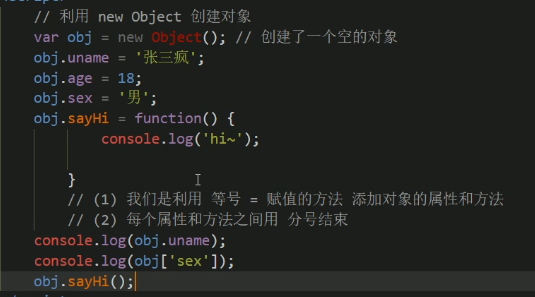 // 利用 new Object 创建对象
var obj = new Object(); // 创建了一个空的对象
obj.uname = '张三疯';
obj.age = 18;
obj.sex = '男';
obj.sayHi = function() {
console.log('hi~');
}
// (1) 我们是利用 等号 = 赋值的方法 添加对象的属性和方法
// (2) 每个属性和方法之间用 分号结束
console.log(obj.uname);
console.log(obj['sex']);
obj.sayHi();